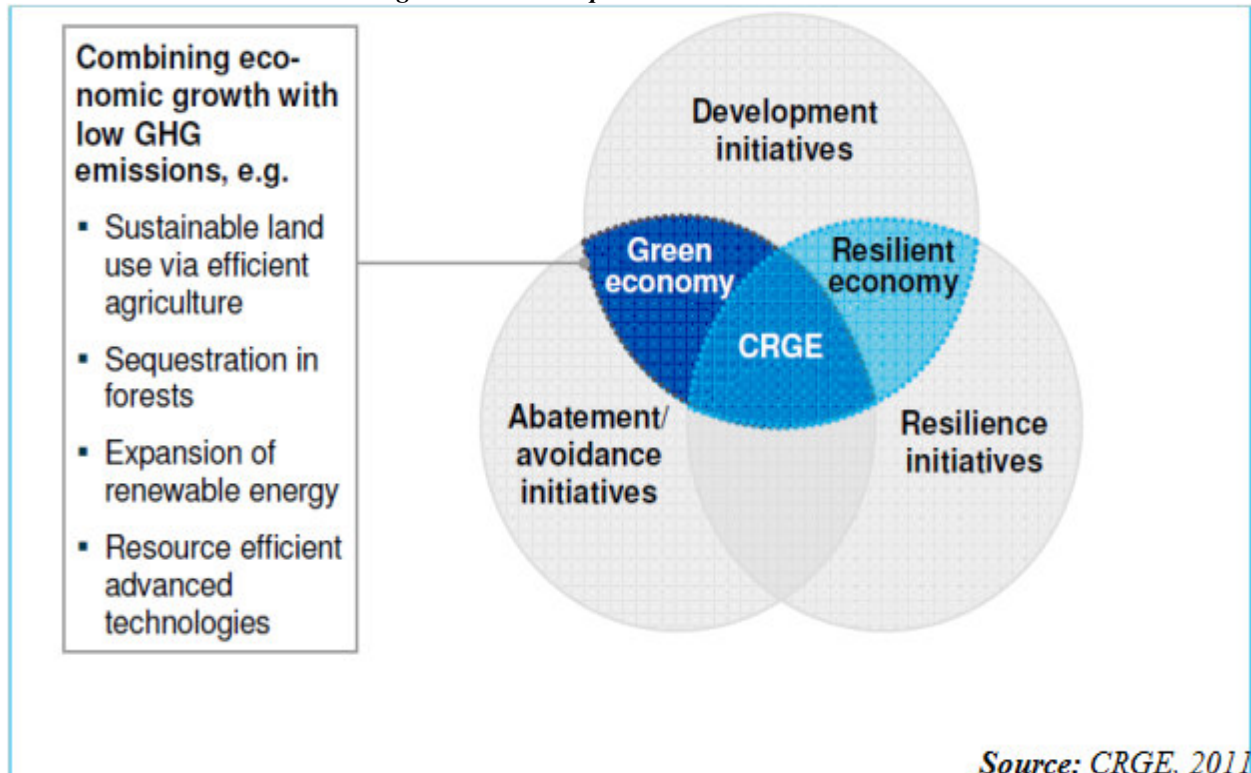 Combining eco-
nomic growth with
low GHG
emissions, e.g.
▪ Sustainable land
use via efficient
agriculture
▪ Sequestration in
forests
▪ Expansion of
renewable energy
▪ Resource efficient
advanced
technologies
Development
initiatives
Green
economy
Resilient
economy
CRGE
Abatement/
avoidance
initiatives
Resilience
initiatives
Source: CRGE, 2011